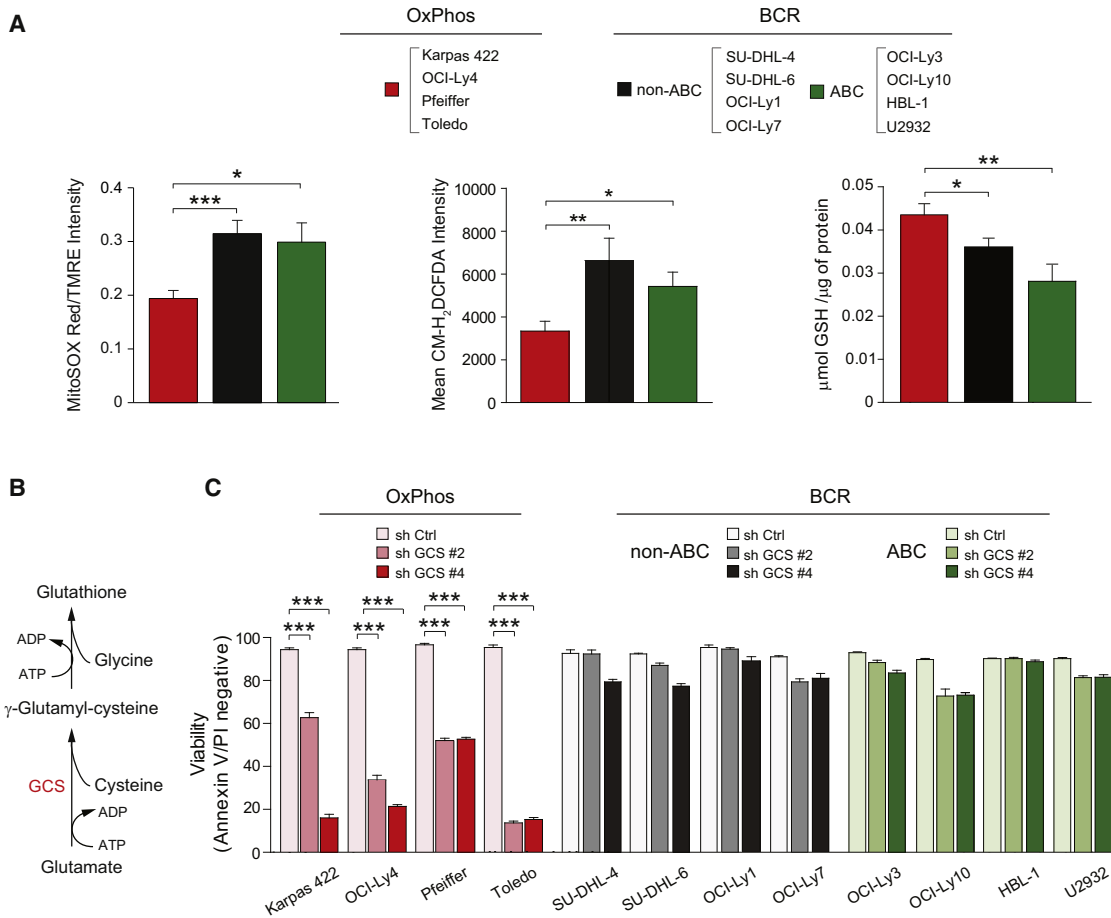 A
OxPhos
BCR
Karpas 422
OCI-Ly4
Pfeiffer
Toledo
non-ABC
SU-DHL-4
SU-DHL-6
OCI-Ly1
OCI-Ly7
ABC
OCI-Ly3
OCI-Ly10
HBL-1
U2932
MitoSOX Red/TMRE Intensity
0.4
0.3
0.2
0.1
0
***
*
Mean CM-H₂DCFDA Intensity
10000
8000
6000
4000
2000
0
**
*
μmol GSH /μg of protein
0.05
0.04
0.03
0.02
0.01
0
*
**
B
Glutathione
ADP
Glycine
ATP
γ-Glutamyl-cysteine
GCS
Cysteine
ADP
ATP
Glutamate
C
OxPhos
BCR
sh Ctrl
sh GCS #2
sh GCS #4
non-ABC
sh Ctrl
sh GCS #2
sh GCS #4
ABC
sh Ctrl
sh GCS #2
sh GCS #4
Viability
(Annexin V/PI negative)
100
80
60
40
20
0
*** *** *** ***
*** *** *** ***
Karpas 422
OCI-Ly4
Pfeiffer
Toledo
SU-DHL-4
SU-DHL-6
OCI-Ly1
OCI-Ly7
OCI-Ly3
OCI-Ly10
HBL-1
U2932